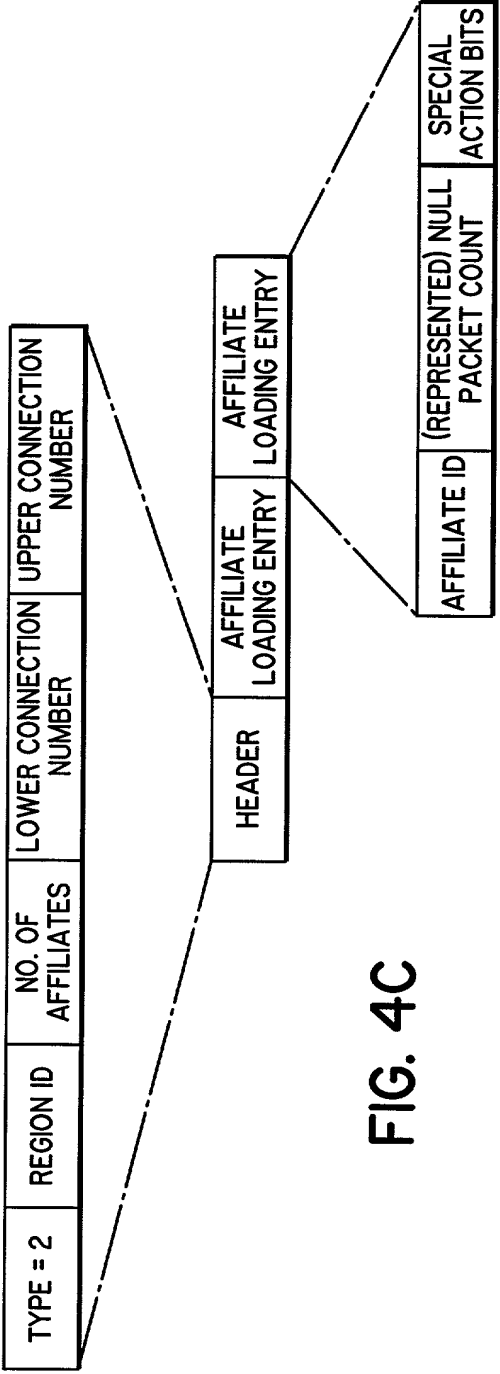 TYPE = 2
REGION ID
NO. OF
AFFILIATES
LOWER CONNECTION
NUMBER
UPPER CONNECTION
NUMBER
HEADER
AFFILIATE
LOADING ENTRY
AFFILIATE
LOADING ENTRY
AFFILIATE ID
(REPRESENTED) NULL
PACKET COUNT
SPECIAL
ACTION BITS
FIG. 4C